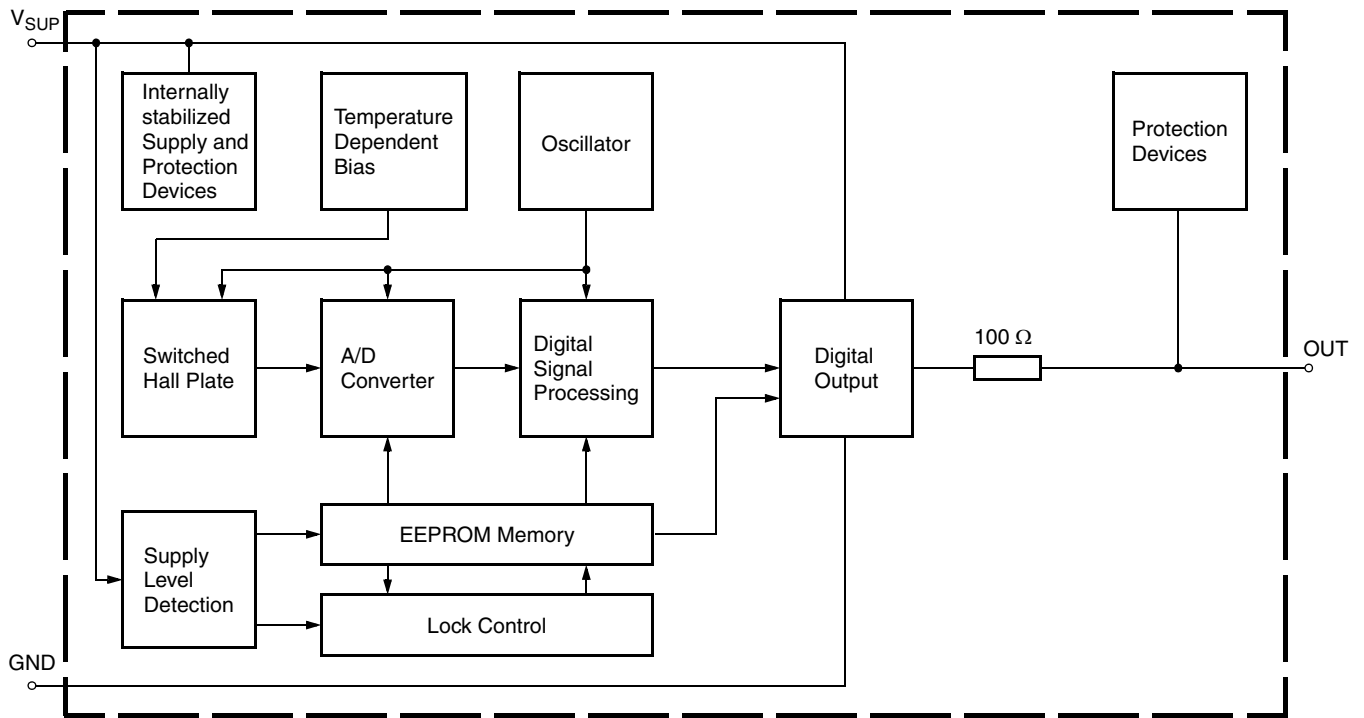 VSUP
Internally
stabilized
Supply and
Protection
Devices
Temperature
Dependent
Bias
Oscillator
Protection
Devices
Switched
Hall Plate
A/D
Converter
Digital
Signal
Processing
Digital
Output
100 Ω
OUT
Supply
Level
Detection
EEPROM Memory
Lock Control
GND